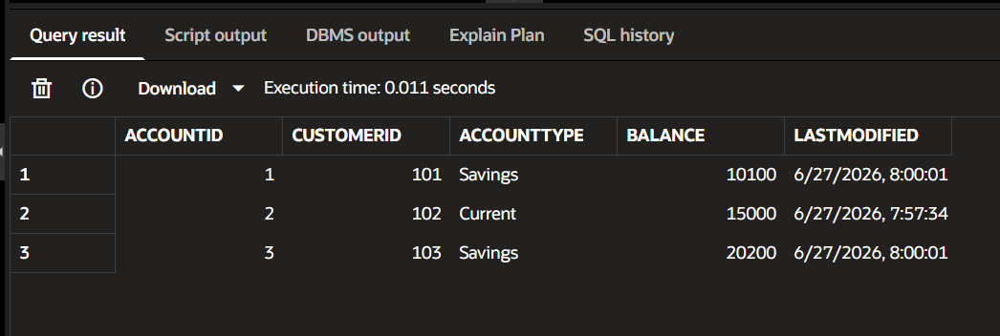 Query result Script output DBMS output Explain Plan SQL history
Download Execution time: 0.011 seconds
ACCOUNTID CUSTOMERID ACCOUNTTYPE BALANCE LASTMODIFIED
1 1 101 Savings 10100 6/27/2026, 8:00:01
2 2 102 Current 15000 6/27/2026, 7:57:34
3 3 103 Savings 20200 6/27/2026, 8:00:01